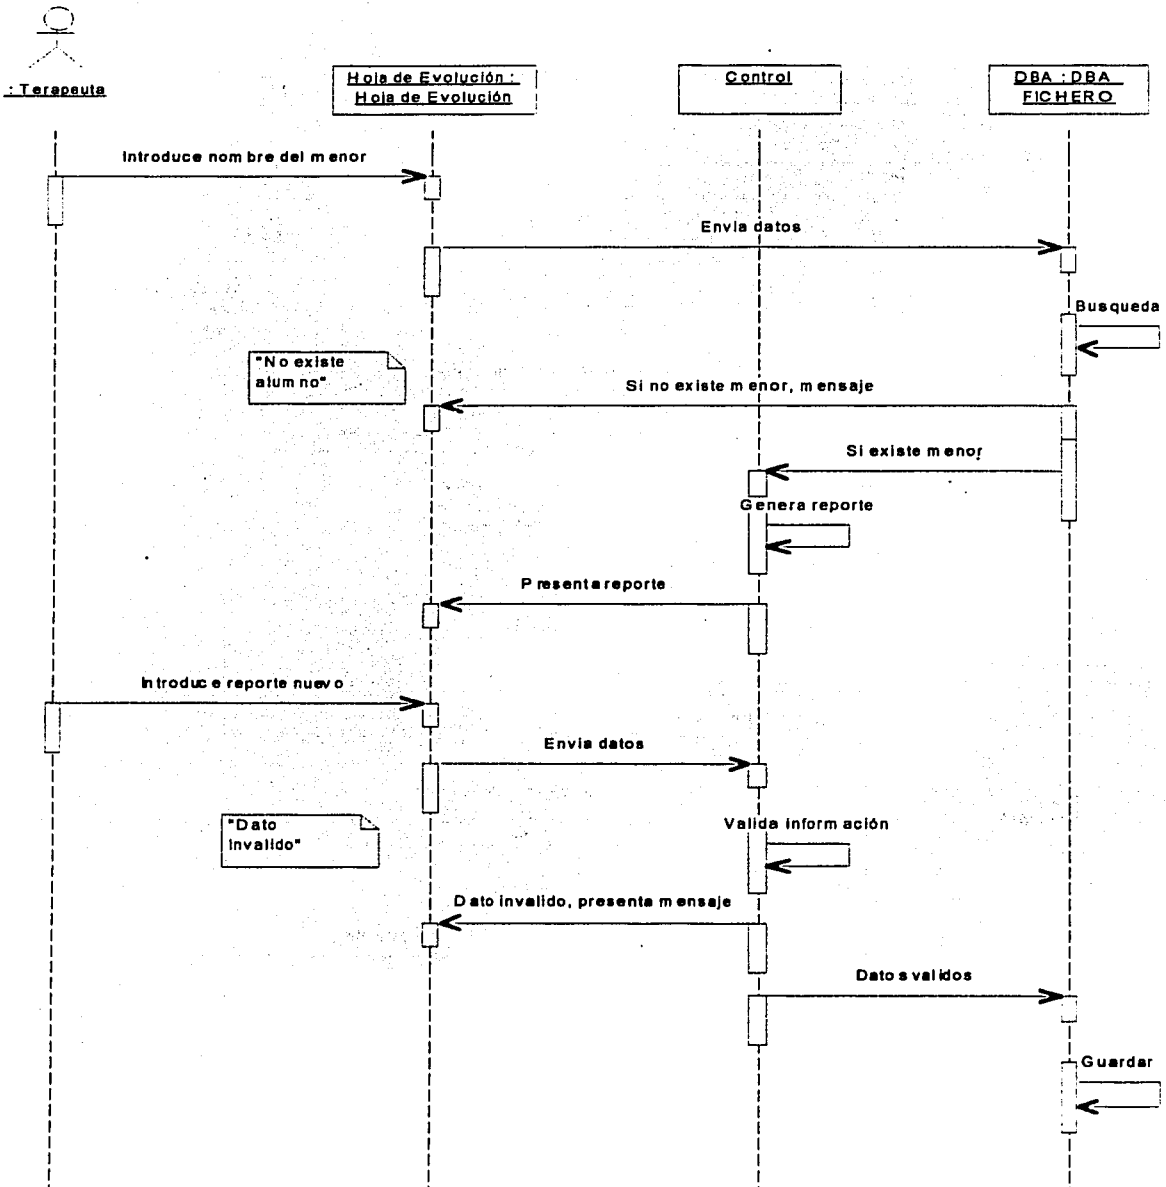 : Terapeuta
Hoja de Evolución :
Hoja de Evolución
Control
DBA : DBA
FICHERO
Introduce nombre del menor
Envia datos
Busqueda
"No existe
alumno"
Si no existe menor, mensaje
Si existe menor
Genera reporte
Presenta reporte
Introduce reporte nuevo
Envia datos
"Dato
invalido"
Valida información
Dato invalido, presenta mensaje
Datos validos
Guardar